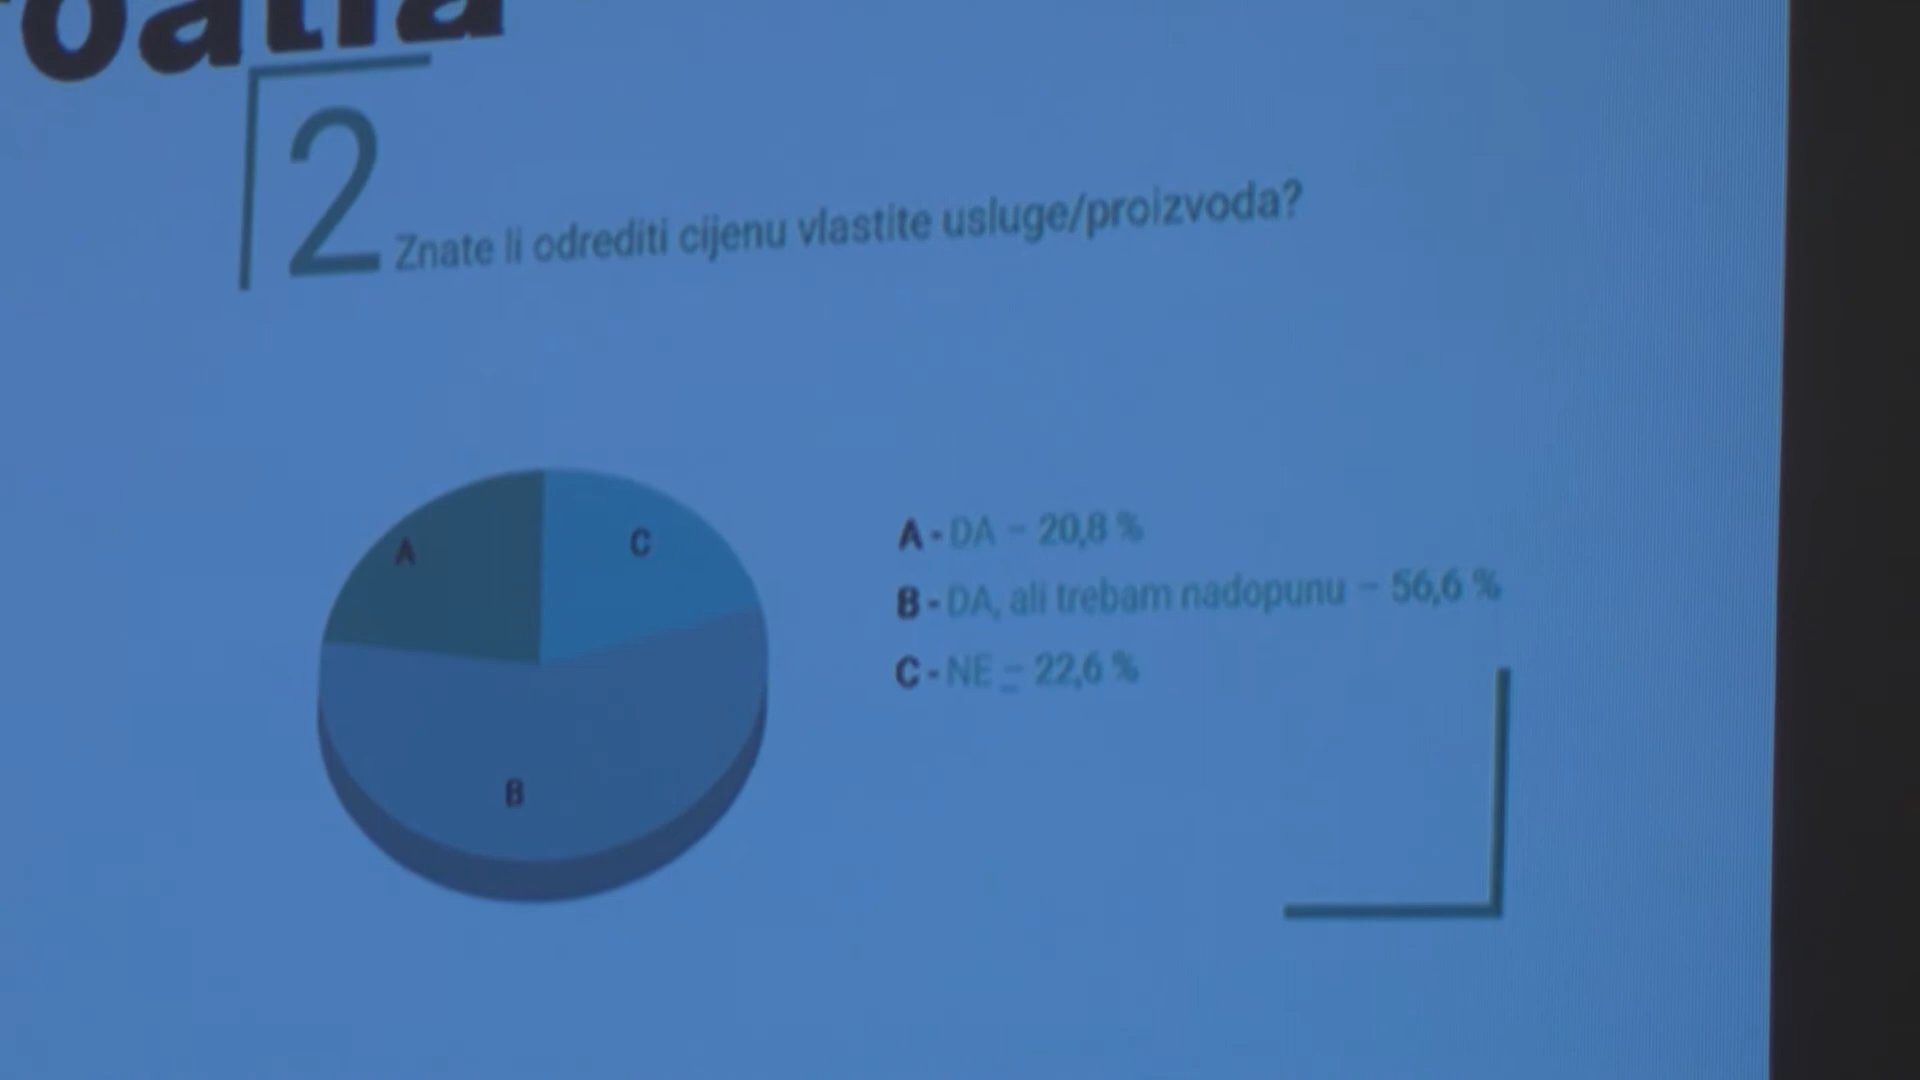 oatia
2 Znate li odrediti cijenu vlastite usluge/proizvoda?
A
C
B
A - DA – 20,8 %
B - DA, ali trebam nadopunu – 56,6 %
C - NE – 22,6 %